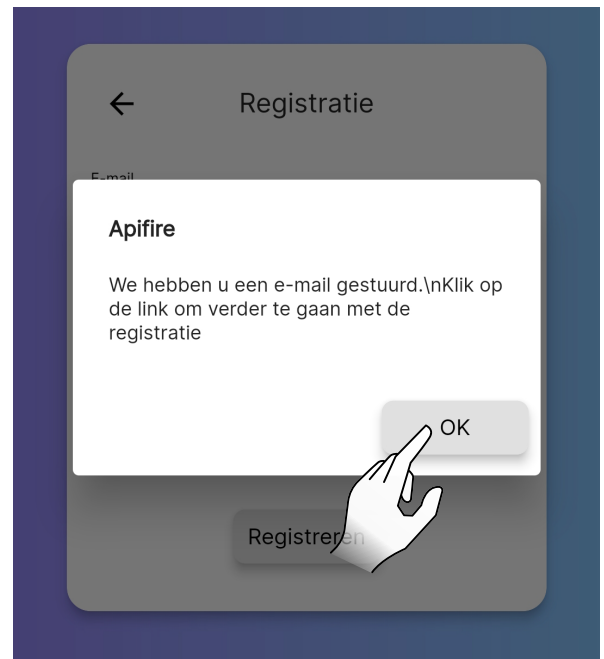 Registratie
E-mail
Apifire
We hebben u een e-mail gestuurd.\nKlik op
de link om verder te gaan met de
registratie
OK
Registreren